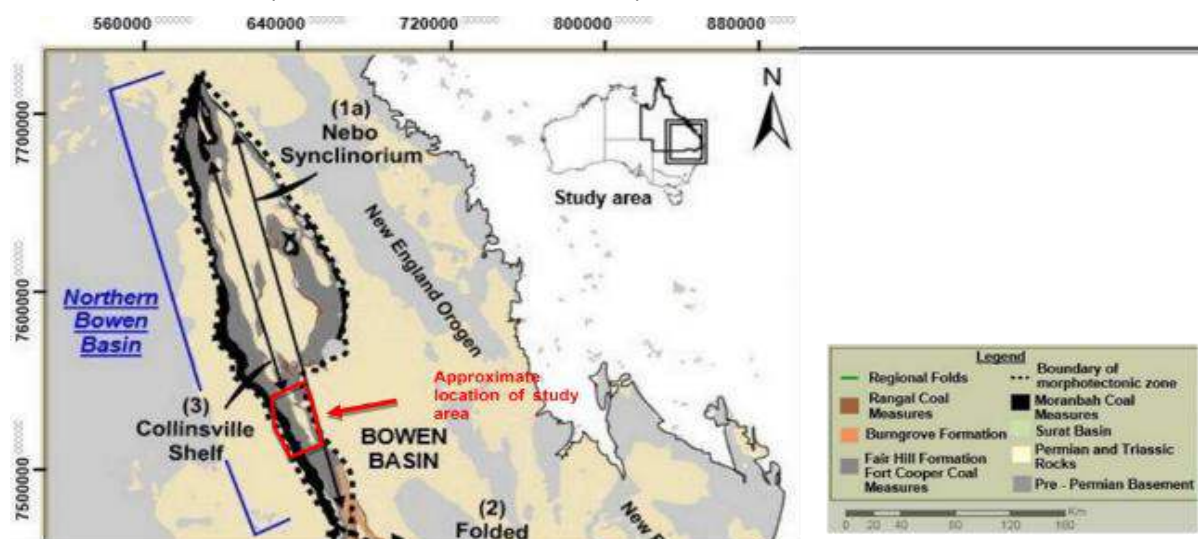 560000 640000 720000 800000 880000
7700000
7600000
7500000
(1a)
Nebo
Synclinorium
N
Study area
New England Orogen
Northern
Bowen
Basin
Approximate
location of study
area
(3)
Collinsville
Shelf
BOWEN
BASIN
(2)
Folded
New
Legend
Regional Folds
Rangal Coal
Measures
Burngrove Formation
Fair Hill Formation
Fort Cooper Coal
Measures
Boundary of
morphotectonic zone
Moranbah Coal
Measures
Surat Basin
Permian and Triassic
Rocks
Pre - Permian Basement
Km
0 20 40 80 120 160